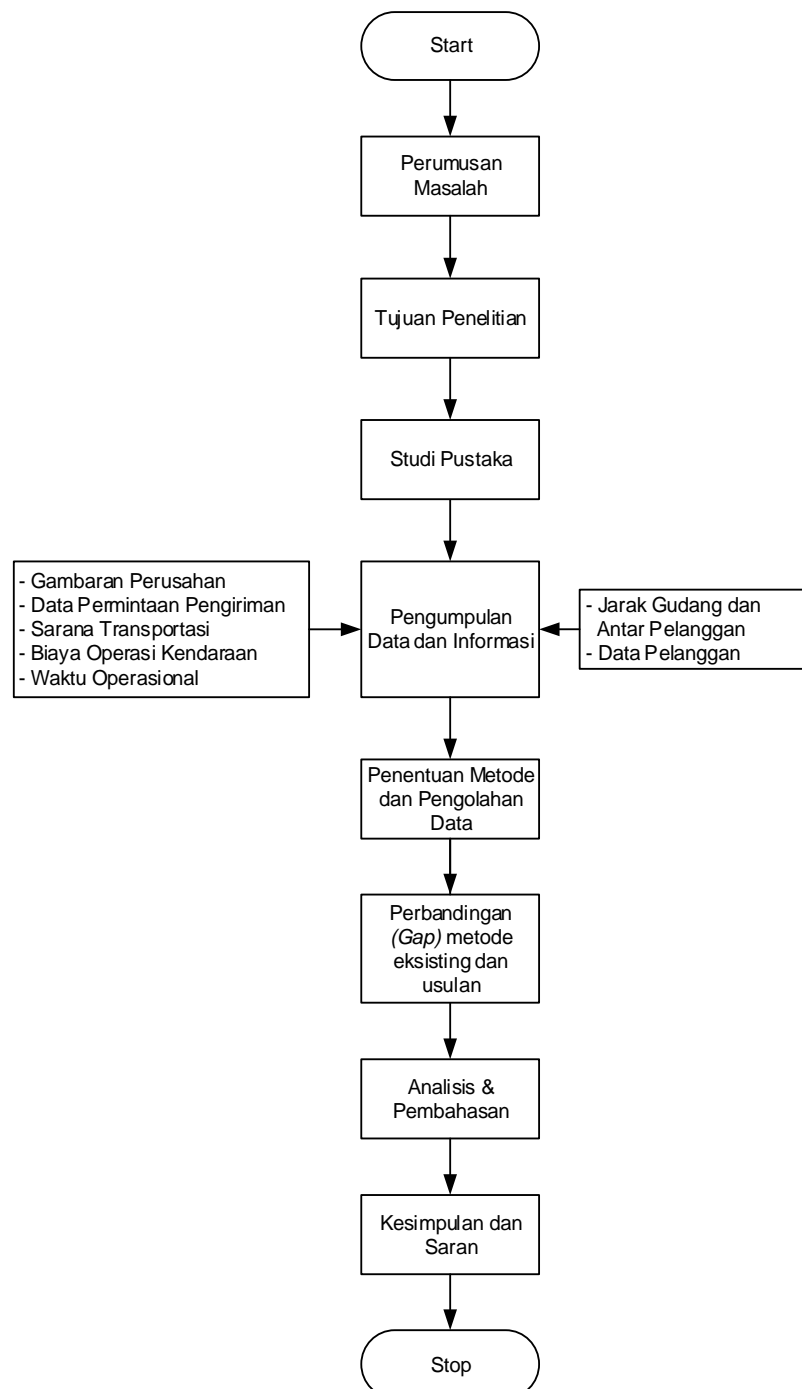 Start
Perumusan
Masalah
Tujuan Penelitian
Studi Pustaka
- Gambaran Perusahan
- Data Permintaan Pengiriman
- Sarana Transportasi
- Biaya Operasi Kendaraan
- Waktu Operasional
Pengumpulan
Data dan Informasi
- Jarak Gudang dan
Antar Pelanggan
- Data Pelanggan
Penentuan Metode
dan Pengolahan
Data
Perbandingan
(Gap) metode
eksisting dan
usulan
Analisis &
Pembahasan
Kesimpulan dan
Saran
Stop